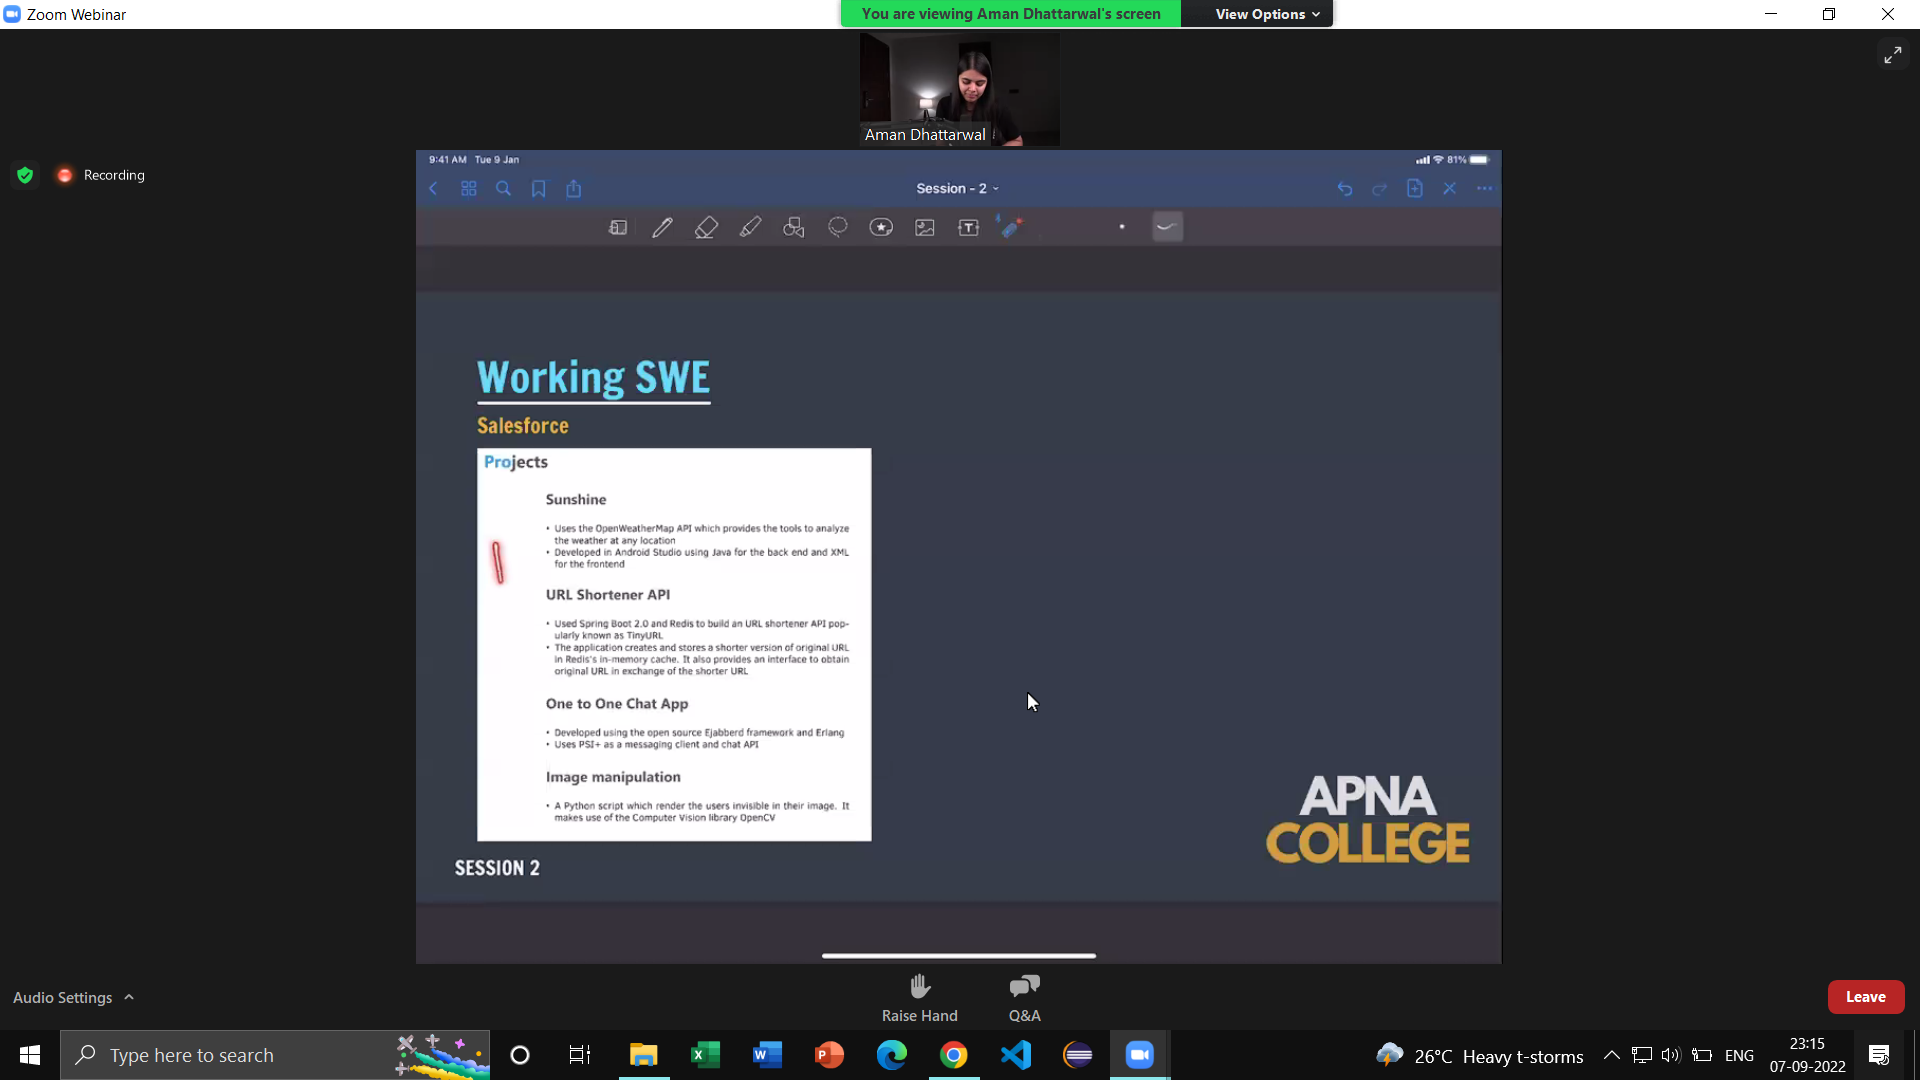 Zoom Webinar
You are viewing Aman Dhattarwal's screen
View Options
Aman Dhattarwal
Recording
9:41 AM Tue 9 Jan
81%
Session - 2
T
Working SWE
Salesforce
Projects
Sunshine
• Uses the OpenWeatherMap API which provides the tools to analyze
the weather at any location
• Developed in Android Studio using Java for the back end and XML
for the frontend
URL Shortener API
• Used Spring Boot 2.0 and Redis to build an URL shortener API pop-
ularly known as TinyURL
• The application creates and stores a shorter version of original URL
in Redis's in-memory cache. It also provides an interface to obtain
original URL in exchange of the shorter URL
One to One Chat App
• Developed using the open source Ejabberd framework and Erlang
• Uses PSI+ as a messaging client and chat API
Image manipulation
• A Python script which render the users invisible in their image. It
makes use of the Computer Vision library OpenCV
APNA
COLLEGE
SESSION 2
Audio Settings
Raise Hand
Q&A
Leave
Type here to search
26°C Heavy t-storms
ENG
23:15
07-09-2022